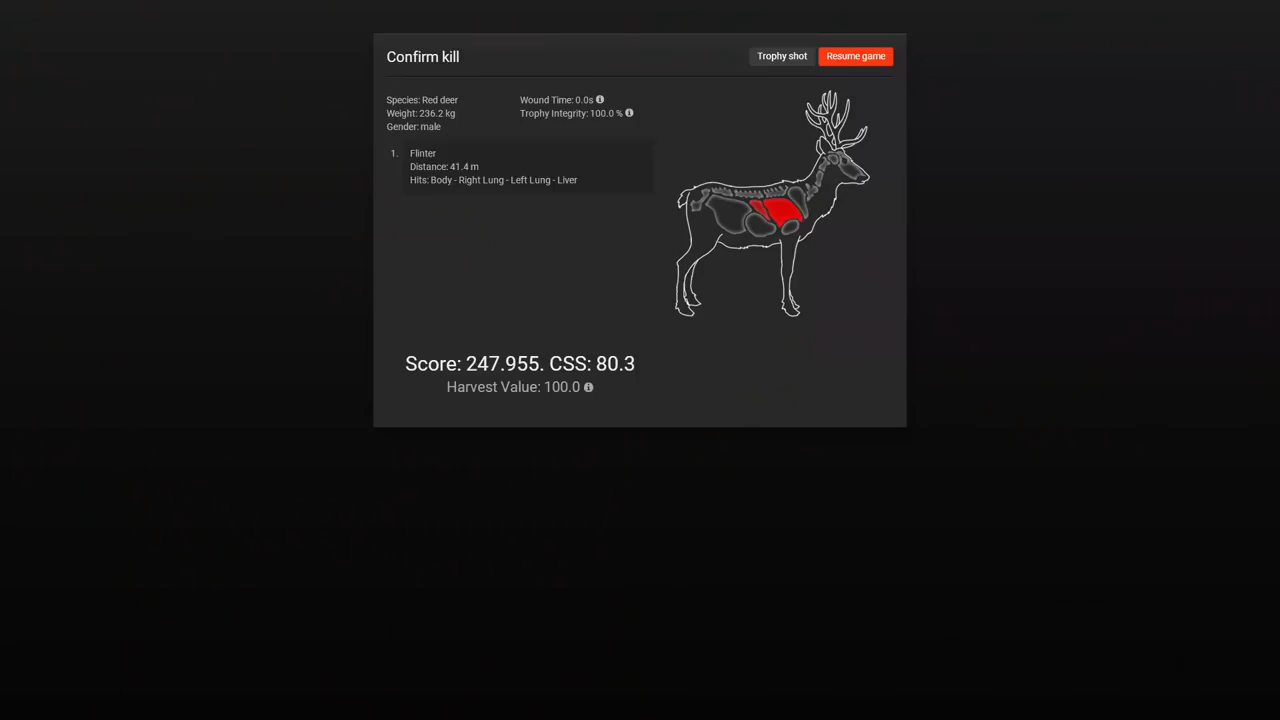 Confirm kill
Trophy shot
Resume game
Species: Red deer
Weight: 236.2 kg
Gender: male
Wound Time: 0.0s
Trophy Integrity: 100.0 %
1. Flinter
Distance: 41.4 m
Hits: Body - Right Lung - Left Lung - Liver
Score: 247.955. CSS: 80.3
Harvest Value: 100.0